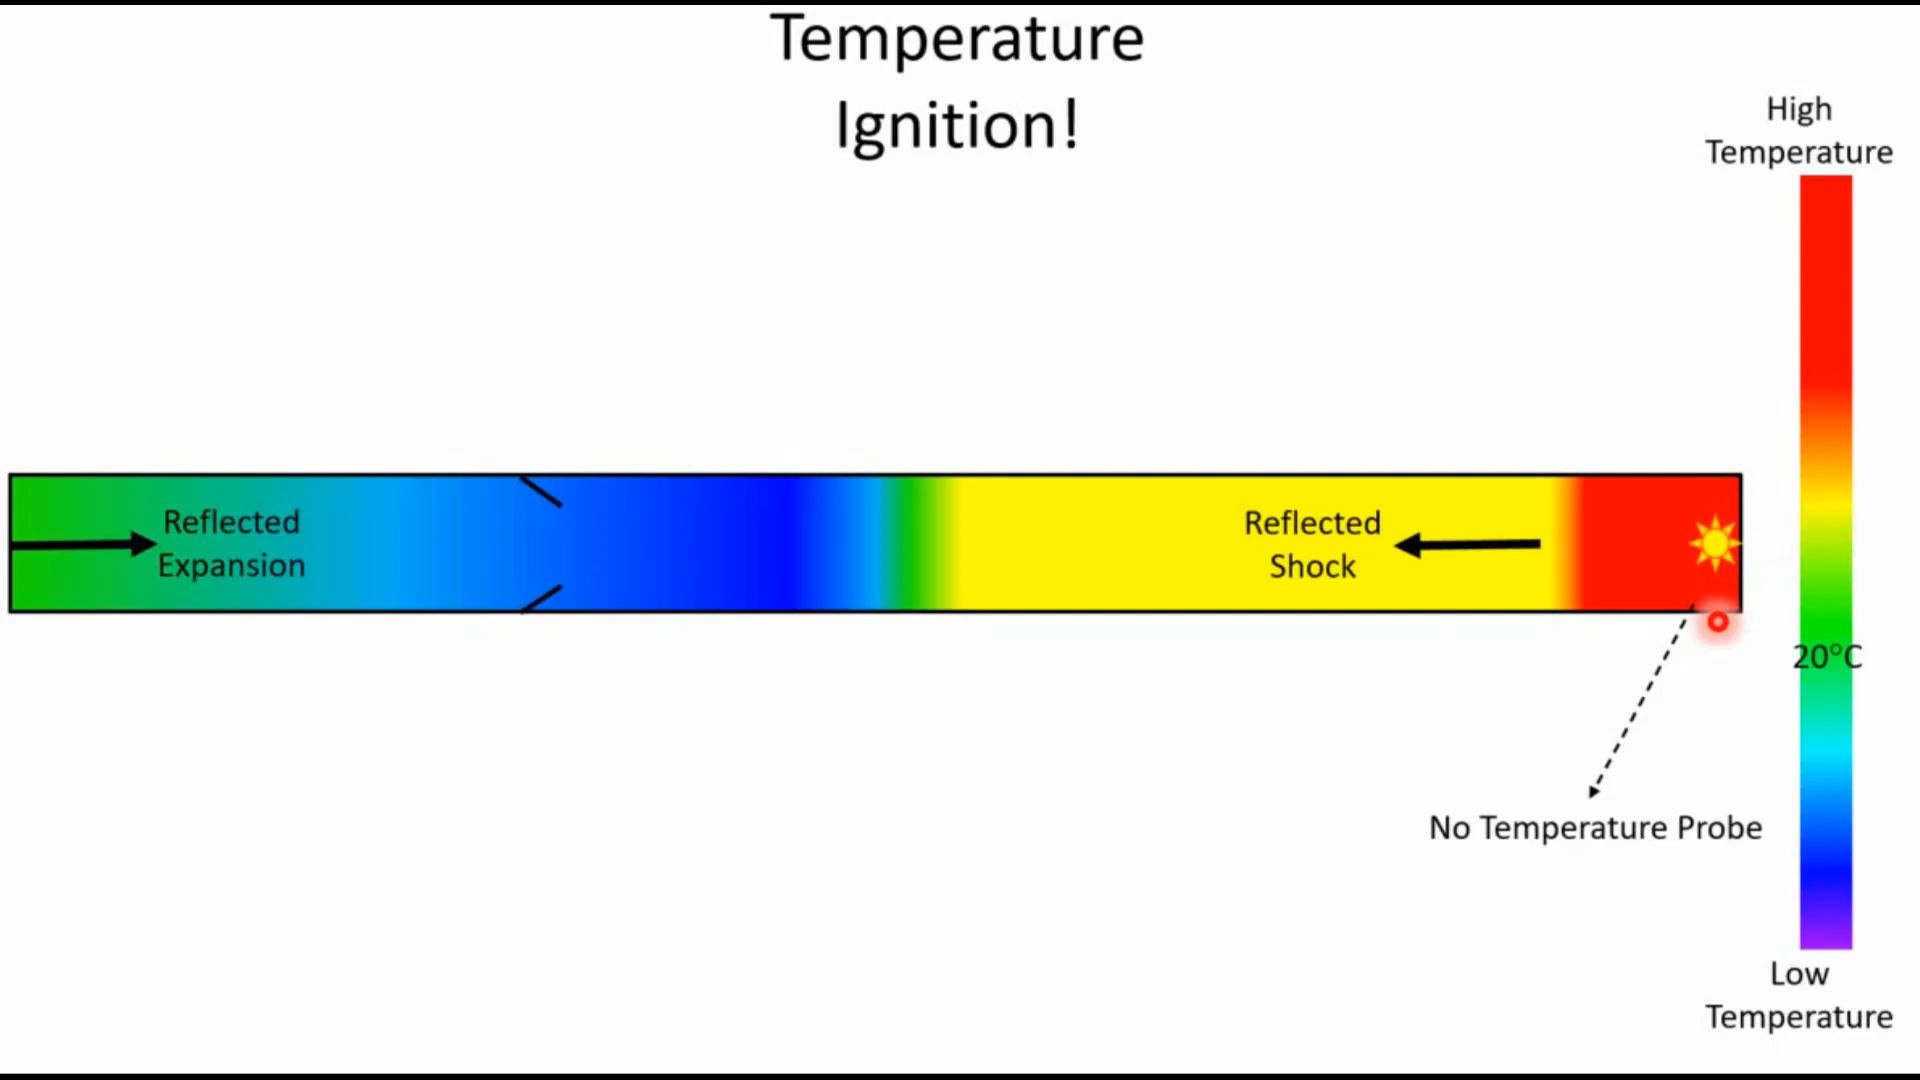 Temperature
Ignition!
High
Temperature
Reflected
Expansion
Reflected
Shock
20°C
No Temperature Probe
Low
Temperature